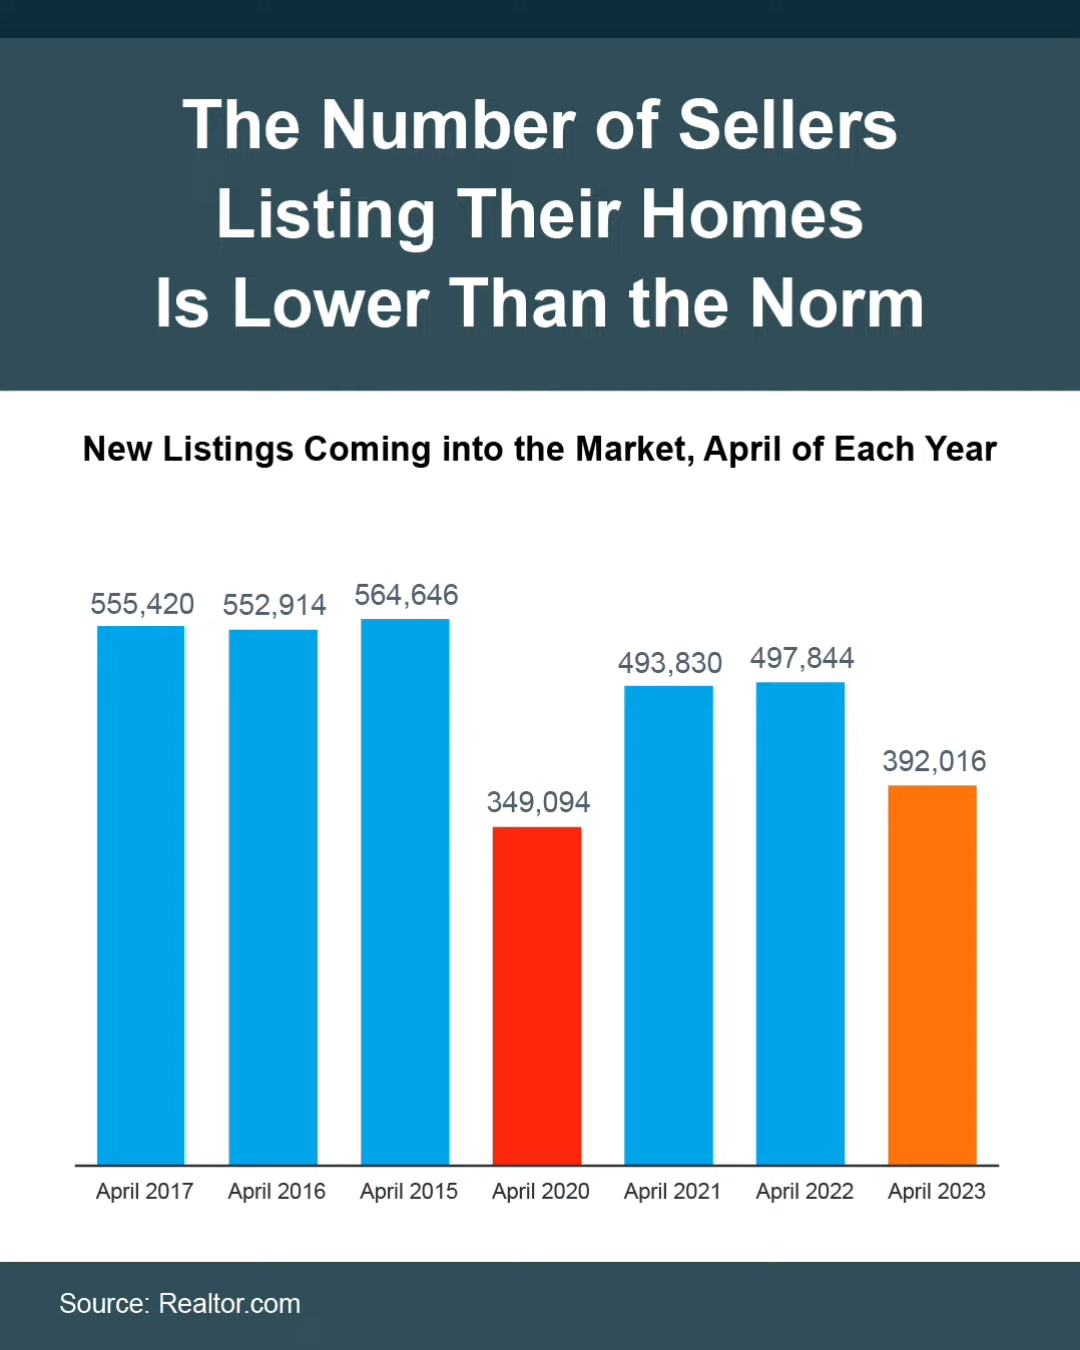 The Number of Sellers
Listing Their Homes
Is Lower Than the Norm
New Listings Coming into the Market, April of Each Year
555,420 552,914 564,646 349,094 493,830 497,844 392,016
April 2017 April 2016 April 2015 April 2020 April 2021 April 2022 April 2023
Source: Realtor.com